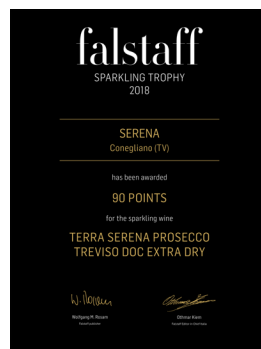 falstaff
SPARKLING TROPHY
2018
SERENA
Conegliano (TV)
has been awarded
90 POINTS
for the sparkling wine
TERRA SERENA PROSECCO
TREVISO DOC EXTRA DRY
Wolfgang M. Rosam
Othmar Kiem